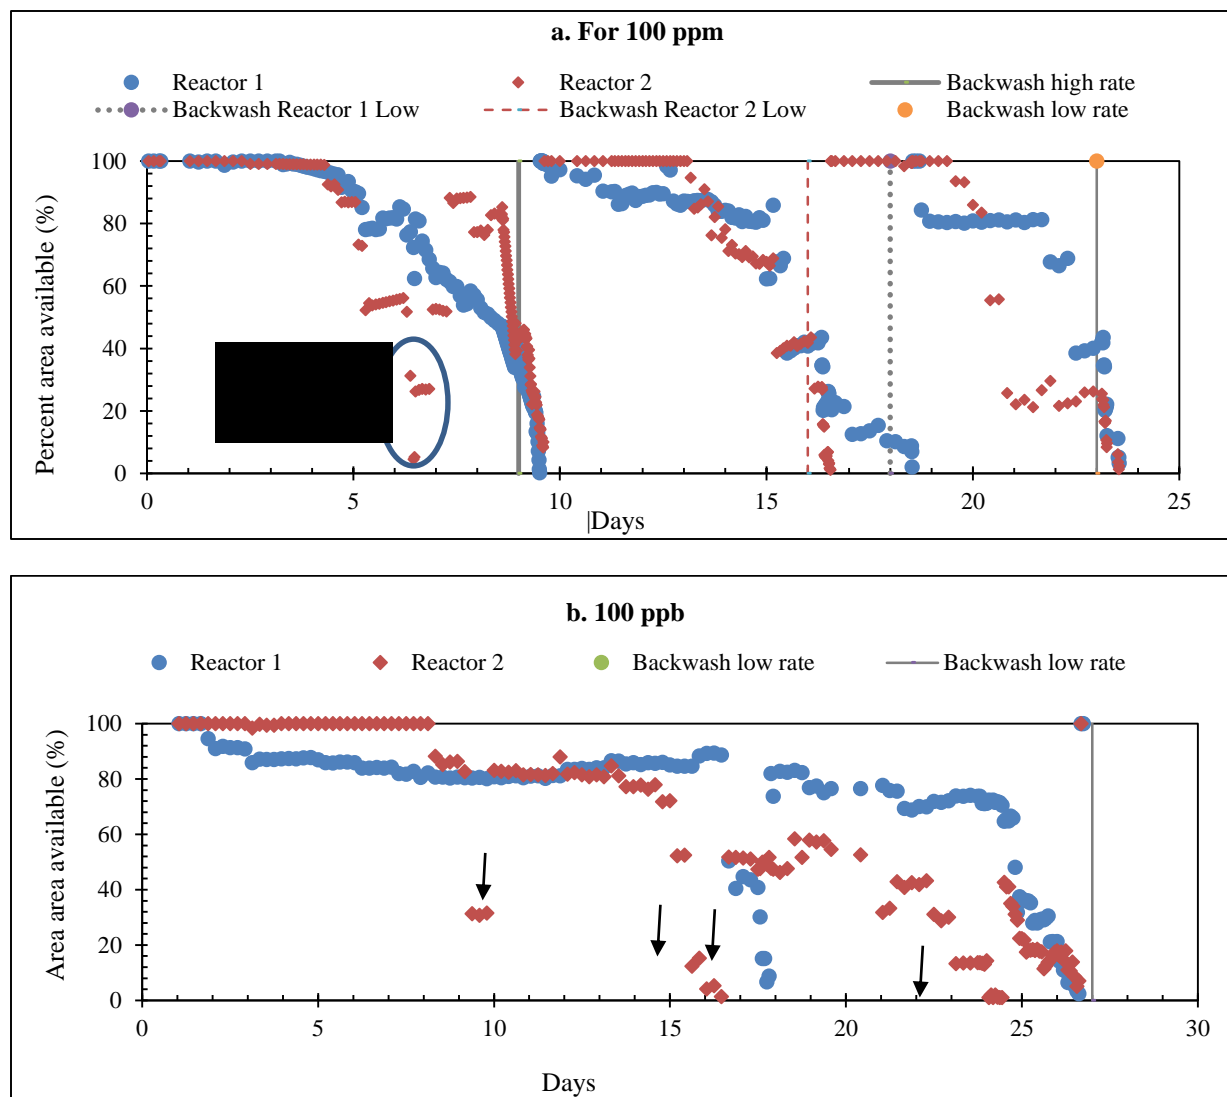 a. For 100 ppm
Reactor 1 Reactor 2 Backwash high rate
Backwash Reactor 1 Low Backwash Reactor 2 Low Backwash low rate
Percent area available (%)
100
80
60
40
20
0
0 5 10 15 20 25
|Days
b. 100 ppb
Reactor 1 Reactor 2 Backwash low rate Backwash low rate
Area area available (%)
100
80
60
40
20
0
0 5 10 15 20 25 30
Days